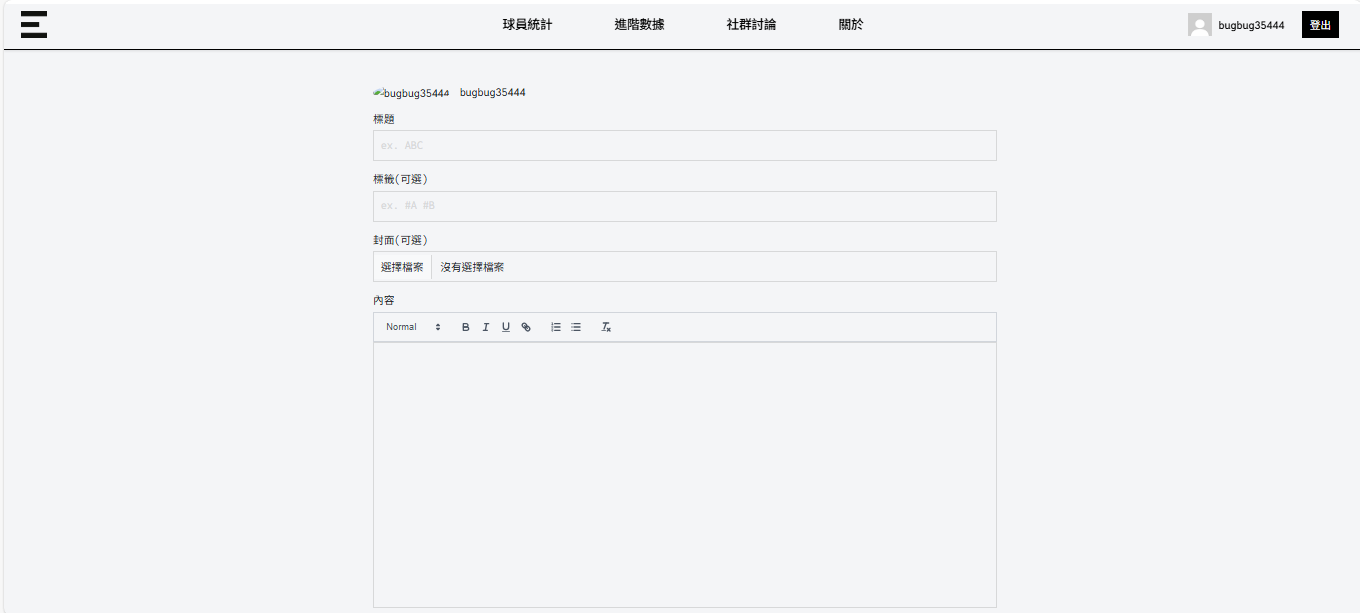 球員統計 進階數據 社群討論 關於 bugbug35444 登出
bugbug35444 bugbug35444
標題
ex. ABC
標籤(可選)
ex. #A #B
封面(可選)
選擇檔案 沒有選擇檔案
內容
Normal